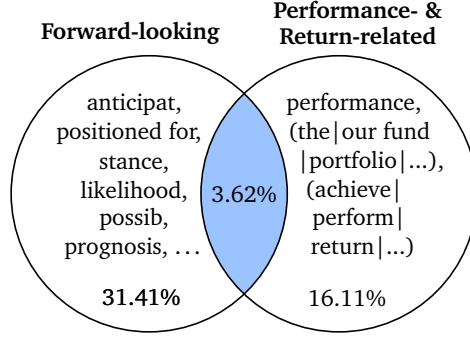 Forward-looking
Performance- &
Return-related
anticipat,
positioned for,
stance,
likelihood,
possib,
prognosis, ...
31.41%
3.62%
performance,
(the|our fund
|portfolio|...),
(achieve|
perform|
return|...)
16.11%